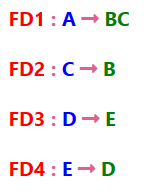 FD1 : A → BC
FD2 : C → B
FD3 : D → E
FD4 : E → D